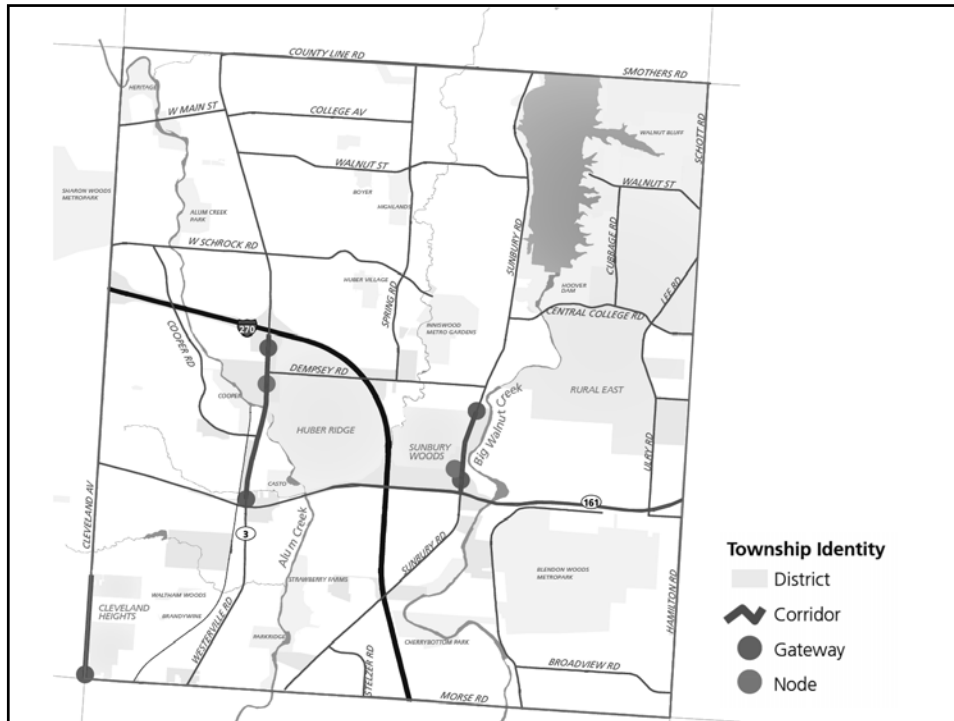 COUNTY LINE RD
SMOTHERS RD
HERITAGE
W MAIN ST
COLLEGE AV
SCHOTT RD
WALNUT BLUFF
WALNUT ST
WALNUT ST
SHARON WOODS
METROPARK
BOYER
HIGHLANDS
ALUM CREEK
PARK
W SCHROCK RD
SUNBURY RD
CUBBAGE RD
LEE RD
HUBER VILLAGE
SPRING RD
HOOVER
DAM
CENTRAL COLLEGE RD
INNISWOOD
METRO GARDENS
270
COOPER RD
DEMPSEY RD
COOPER
RURAL EAST
HUBER RIDGE
SUNBURY
WOODS
Big Walnut Creek
ULRY RD
CASTO
161
3
CLEVELAND AV
Alum Creek
SUNBURY RD
Township Identity
District
Corridor
Gateway
Node
BLENDON WOODS
METROPARK
STRAWBERRY FARMS
WALTHAM WOODS
CLEVELAND
HEIGHTS
BRANDYWINE
WESTERVILLE RD
PARKRIDGE
CHERRYBOTTOM PARK
HAMILTON RD
STELZER RD
BROADVIEW RD
MORSE RD